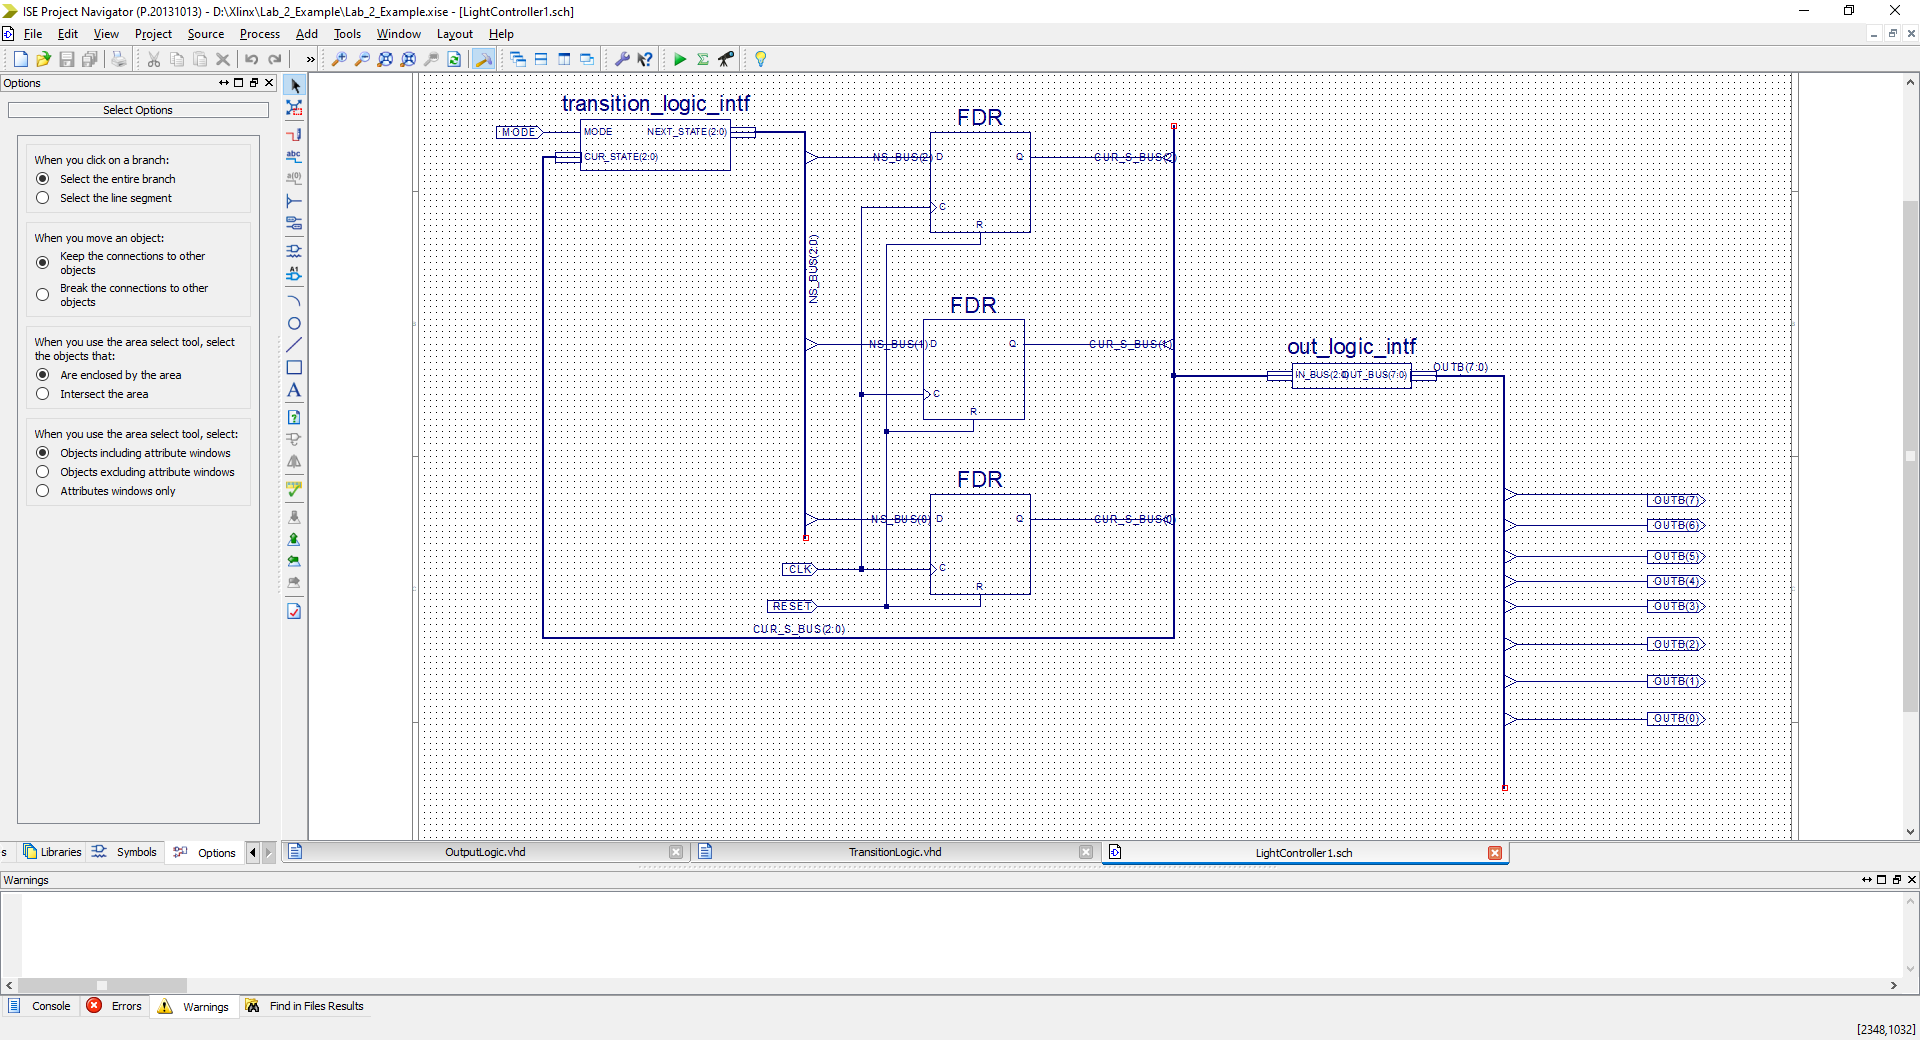 ISE Project Navigator (P.20131013) - D:\Xlinx\Lab_2_Example\Lab_2_Example.xise - [LightController1.sch]
File Edit View Project Source Process Add Tools Window Layout Help
Options
Select Options
When you click on a branch:
Select the entire branch
Select the line segment
When you move an object:
Keep the connections to other
objects
Break the connections to other
objects
When you use the area select tool, select
the objects that:
Are enclosed by the area
Intersect the area
When you use the area select tool, select:
Objects including attribute windows
Objects excluding attribute windows
Attributes windows only
transition_logic_intf
MODE
MODE NEXT_STATE(2:0)
CUR_STATE(2:0)
NS_BUS(2:0)
FDR
NS_BUS(2) D Q CUR_S_BUS(2)
C
R
FDR
NS_BUS(1) D Q CUR_S_BUS(1)
C
R
FDR
NS_BUS(0) D Q CUR_S_BUS(0)
CLK C
R
RESET
CUR_S_BUS(2:0)
out_logic_intf
IN_BUS(2:0) OUT_BUS(7:0)
OUTB(7:0)
OUTB(7)
OUTB(6)
OUTB(5)
OUTB(4)
OUTB(3)
OUTB(2)
OUTB(1)
OUTB(0)
s Libraries Symbols Options
OutputLogic.vhd TransitionLogic.vhd LightController1.sch
Warnings
Console Errors Warnings Find in Files Results
[2348,1032]